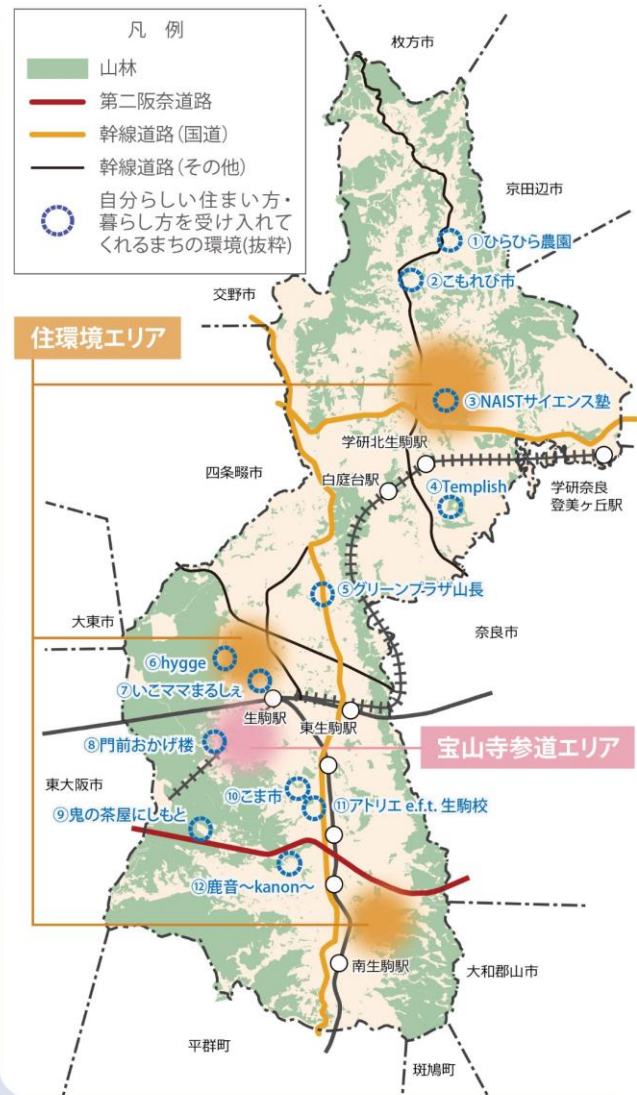 凡 例
山林
第二阪奈道路
幹線道路(国道)
幹線道路(その他)
自分らしい住まい方・
暮らし方を受け入れて
くれるまちの環境(抜粋)
枚方市
京田辺市
①ひらひら農園
②こもれび市
交野市
住環境エリア
③NAISTサイエンス塾
学研北生駒駅
四条畷市
白庭台駅
④Templish
学研奈良
登美ヶ丘駅
⑤グリーンプラザ山長
大東市
奈良市
⑥hygge
⑦いこママまるしぇ
生駒駅
東生駒駅
⑧門前おかげ楼
宝山寺参道エリア
東大阪市
⑩こま市
⑪アトリエ e.f.t. 生駒校
⑨鬼の茶屋にしもと
⑫鹿音～kanon～
南生駒駅
大和郡山市
平群町
斑鳩町